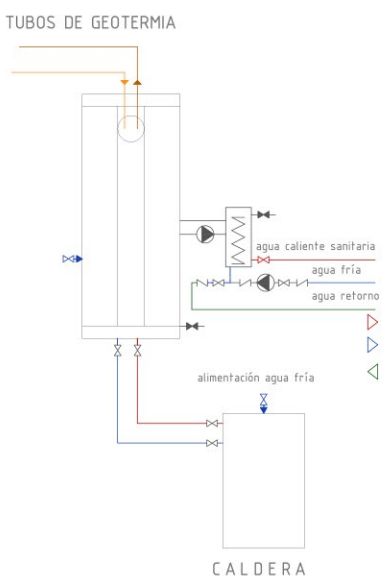 TUBOS DE GEOTERMIA
agua caliente sanitaria
agua fría
agua retorno
alimentación agua fría
CALDERA